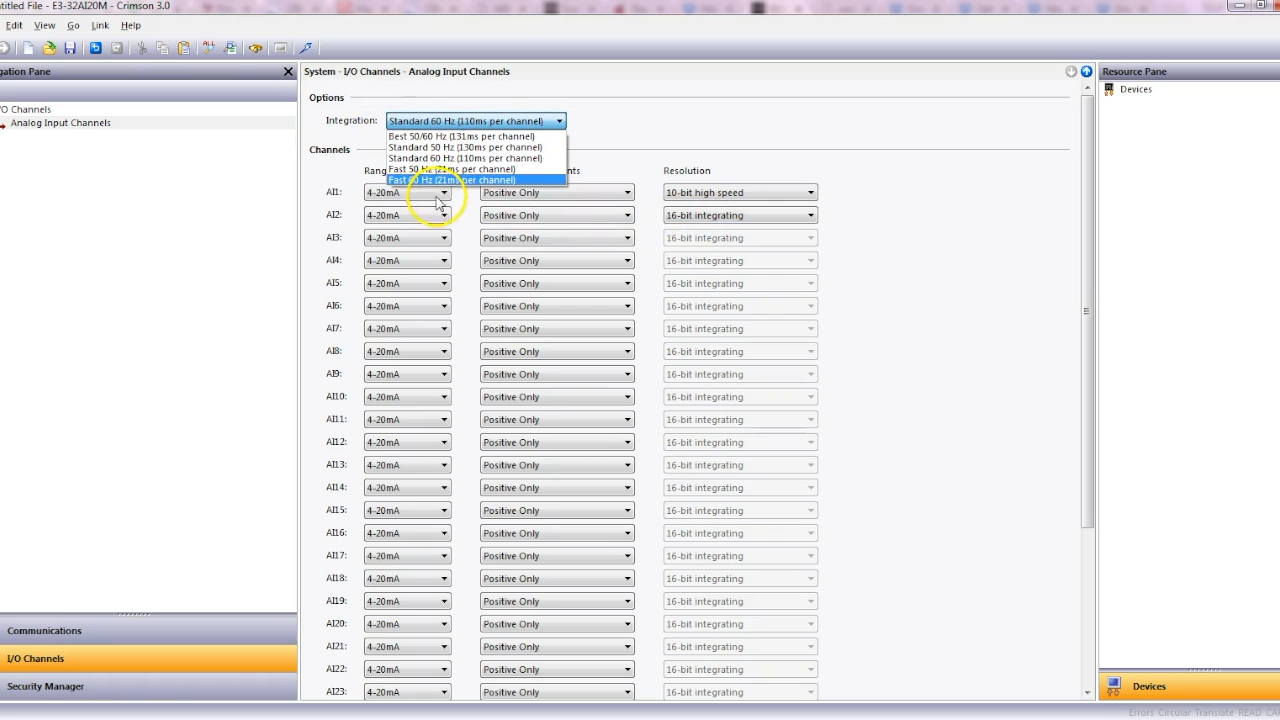 ntitled File - E3-32AI20M - Crimson 3.0
Edit View Go Link Help
gation Pane
/O Channels
Analog Input Channels
Communications
I/O Channels
Security Manager
System - I/O Channels - Analog Input Channels
Options
Integration: Standard 60 Hz (110ms per channel)
Best 50/60 Hz (131ms per channel)
Standard 50 Hz (130ms per channel)
Standard 60 Hz (110ms per channel)
Fast 50 Hz (21ms per channel)
Fast 60 Hz (21ms per channel)
Channels
Rang nts Resolution
AI1: 4-20mA Positive Only 10-bit high speed
AI2: 4-20mA Positive Only 16-bit integrating
AI3: 4-20mA Positive Only 16-bit integrating
AI4: 4-20mA Positive Only 16-bit integrating
AI5: 4-20mA Positive Only 16-bit integrating
AI6: 4-20mA Positive Only 16-bit integrating
AI7: 4-20mA Positive Only 16-bit integrating
AI8: 4-20mA Positive Only 16-bit integrating
AI9: 4-20mA Positive Only 16-bit integrating
AI10: 4-20mA Positive Only 16-bit integrating
AI11: 4-20mA Positive Only 16-bit integrating
AI12: 4-20mA Positive Only 16-bit integrating
AI13: 4-20mA Positive Only 16-bit integrating
AI14: 4-20mA Positive Only 16-bit integrating
AI15: 4-20mA Positive Only 16-bit integrating
AI16: 4-20mA Positive Only 16-bit integrating
AI17: 4-20mA Positive Only 16-bit integrating
AI18: 4-20mA Positive Only 16-bit integrating
AI19: 4-20mA Positive Only 16-bit integrating
AI20: 4-20mA Positive Only 16-bit integrating
AI21: 4-20mA Positive Only 16-bit integrating
AI22: 4-20mA Positive Only 16-bit integrating
AI23: 4-20mA Positive Only 16-bit integrating
Resource Pane
Devices
Devices
Errors Circular Translate READ CA